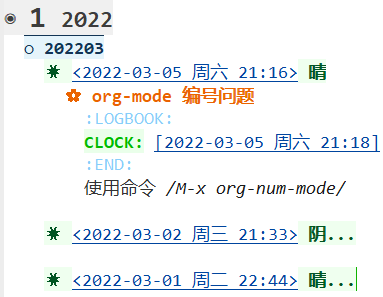 1 2022
202203
<2022-03-05 周六 21:16> 晴
org-mode 编号问题
:LOGBOOK:
CLOCK: [2022-03-05 周六 21:18]
:END:
使用命令 /M-x org-num-mode/
<2022-03-02 周三 21:33> 阴...
<2022-03-01 周二 22:44> 晴...